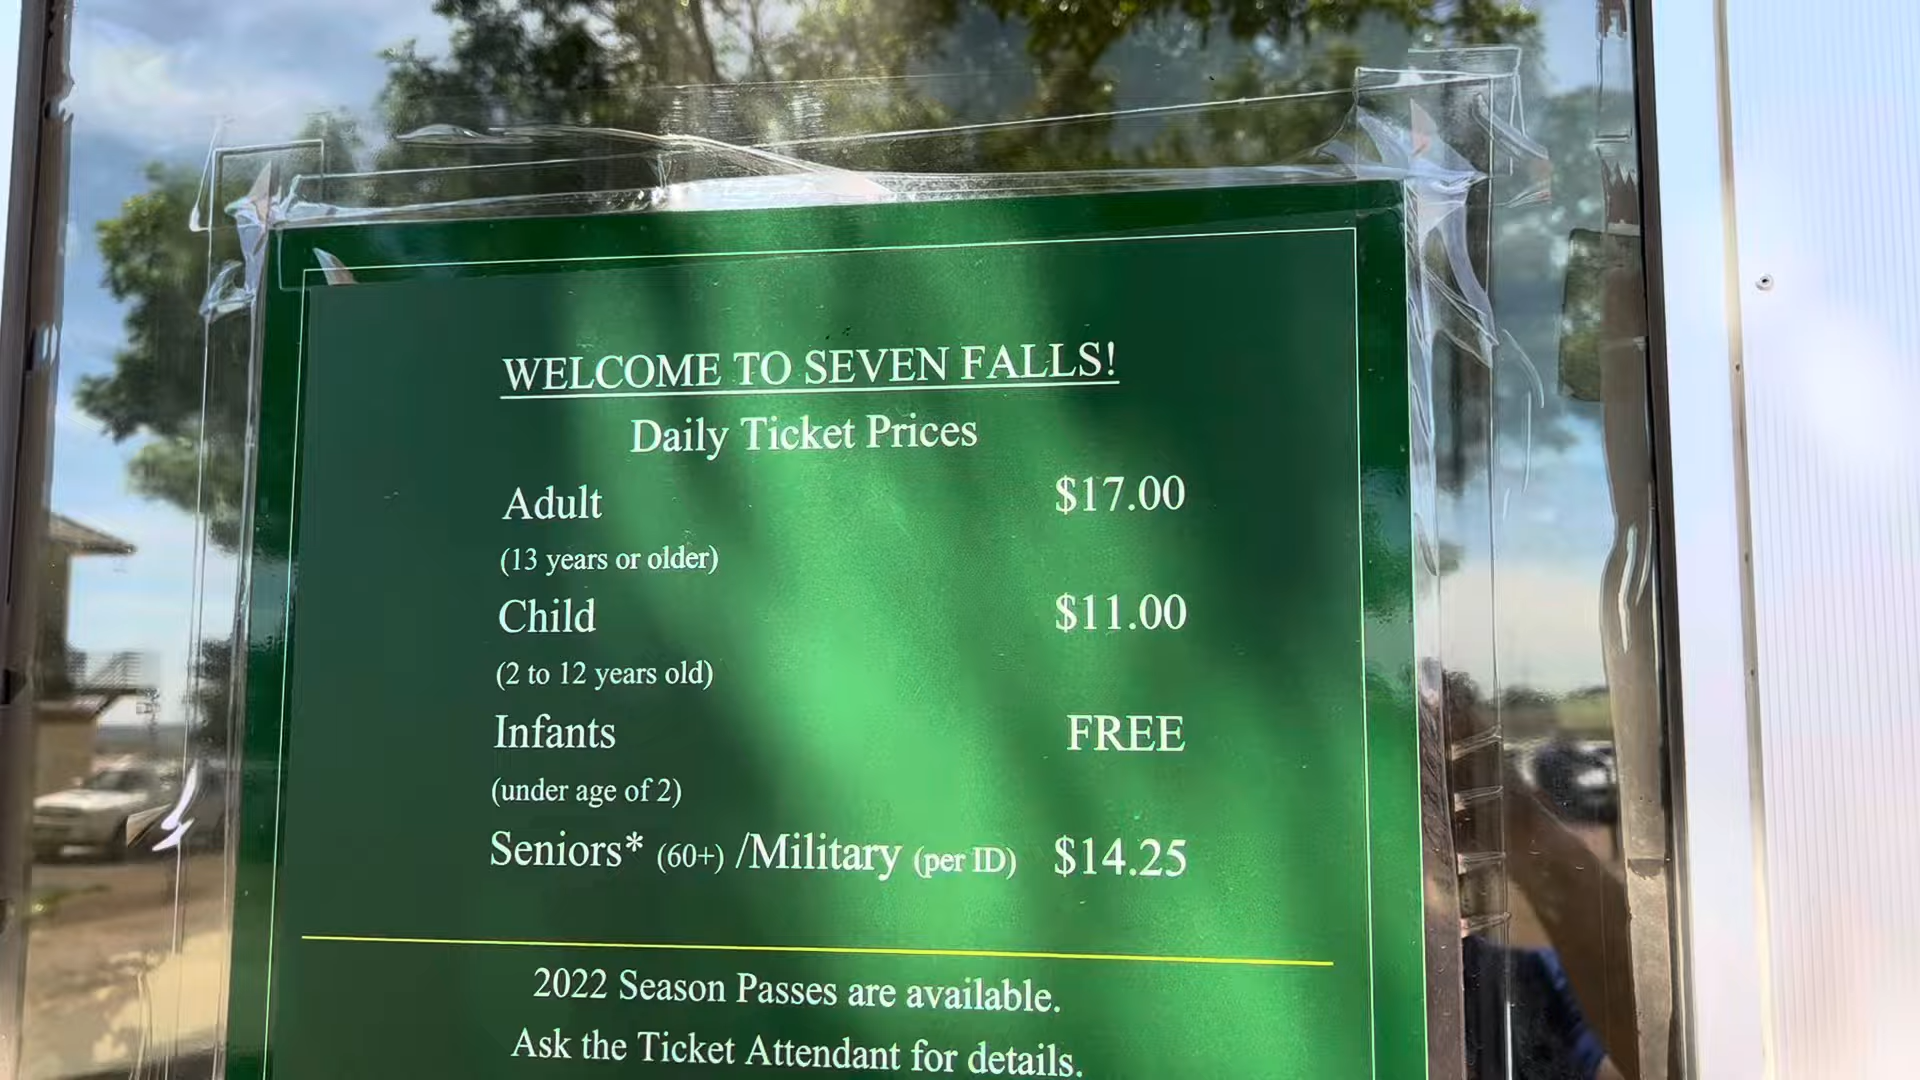 WELCOME TO SEVEN FALLS!
Daily Ticket Prices
Adult $17.00
(13 years or older)
Child $11.00
(2 to 12 years old)
Infants FREE
(under age of 2)
Seniors* (60+) /Military (per ID) $14.25
2022 Season Passes are available.
Ask the Ticket Attendant for details.